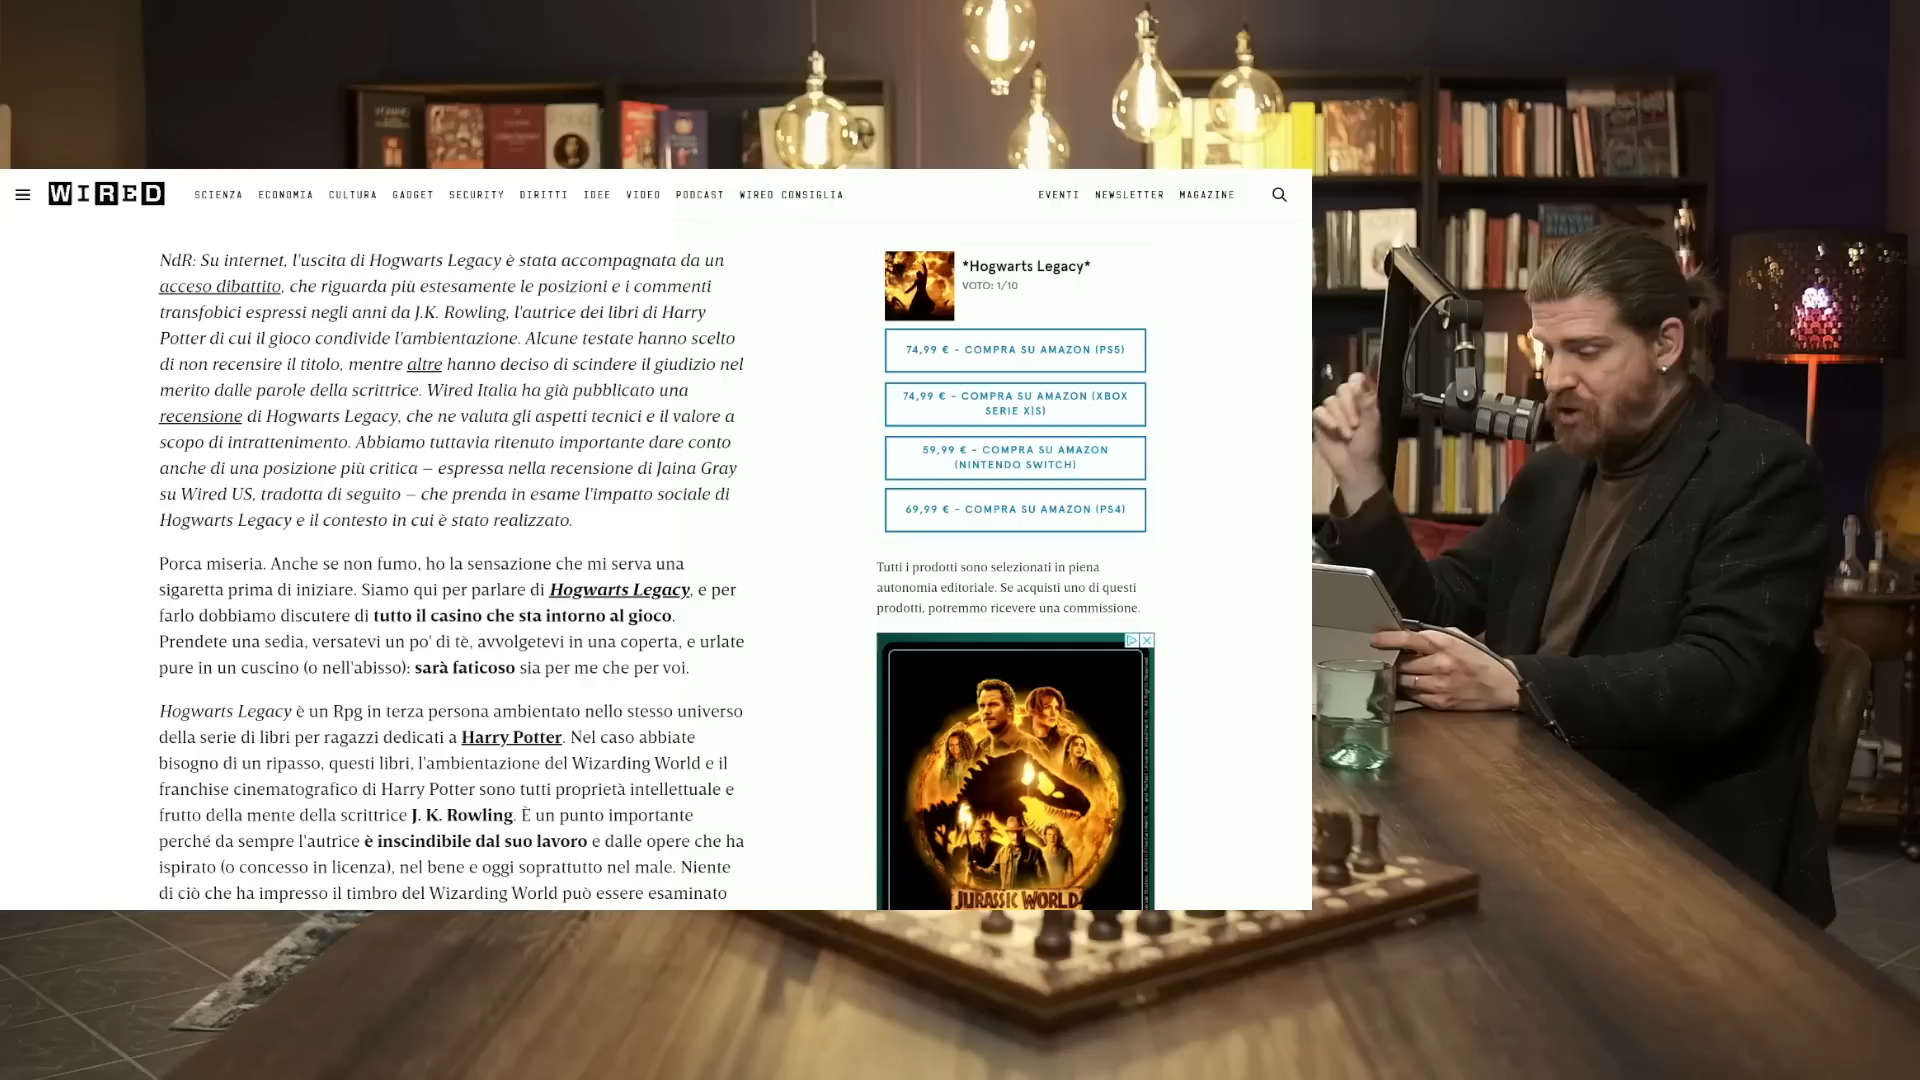 WIRED
SCIENZA ECONOMIA CULTURA GADGET SECURITY DIRITTI IDEE VIDEO PODCAST WIRED CONSIGLIA
EVENTI NEWSLETTER MAGAZINE
NdR: Su internet, l'uscita di Hogwarts Legacy è stata accompagnata da un
acceso dibattito, che riguarda più estesamente le posizioni e i commenti
transfobici espressi negli anni da J.K. Rowling, l'autrice dei libri di Harry
Potter di cui il gioco condivide l'ambientazione. Alcune testate hanno scelto
di non recensire il titolo, mentre altre hanno deciso di scindere il giudizio nel
merito dalle parole della scrittrice. Wired Italia ha già pubblicato una
recensione di Hogwarts Legacy, che ne valuta gli aspetti tecnici e il valore a
scopo di intrattenimento. Abbiamo tuttavia ritenuto importante dare conto
anche di una posizione più critica – espressa nella recensione di Jaina Gray
su Wired US, tradotta di seguito – che prenda in esame l'impatto sociale di
Hogwarts Legacy e il contesto in cui è stato realizzato.
Porca miseria. Anche se non fumo, ho la sensazione che mi serva una
sigaretta prima di iniziare. Siamo qui per parlare di Hogwarts Legacy, e per
farlo dobbiamo discutere di tutto il casino che sta intorno al gioco.
Prendete una sedia, versatevi un po' di tè, avvolgetevi in una coperta, e urlate
pure in un cuscino (o nell'abisso): sarà faticoso sia per me che per voi.
Hogwarts Legacy è un Rpg in terza persona ambientato nello stesso universo
della serie di libri per ragazzi dedicati a Harry Potter. Nel caso abbiate
bisogno di un ripasso, questi libri, l'ambientazione del Wizarding World e il
franchise cinematografico di Harry Potter sono tutti proprietà intellettuale e
frutto della mente della scrittrice J. K. Rowling. È un punto importante
perché da sempre l'autrice è inscindibile dal suo lavoro e dalle opere che ha
ispirato (o concesso in licenza), nel bene e oggi soprattutto nel male. Niente
di ciò che ha impresso il timbro del Wizarding World può essere esaminato
*Hogwarts Legacy*
VOTO: 1/10
74,99 € - COMPRA SU AMAZON (PS5)
74,99 € - COMPRA SU AMAZON (XBOX
SERIE X|S)
59,99 € - COMPRA SU AMAZON
(NINTENDO SWITCH)
69,99 € - COMPRA SU AMAZON (PS4)
Tutti i prodotti sono selezionati in piena
autonomia editoriale. Se acquisti uno di questi
prodotti, potremmo ricevere una commissione.
JURASSIC WORLD